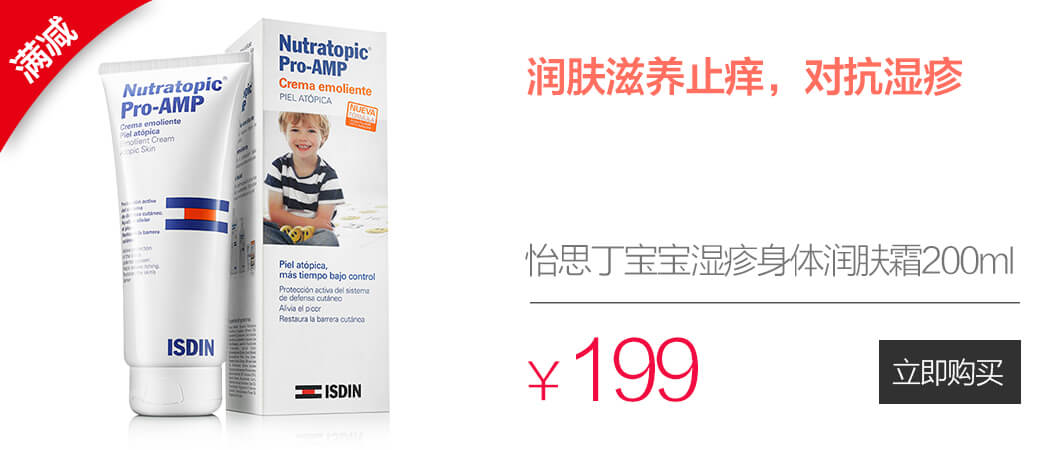 满减
Nutratopic®
Pro-AMP
Crema emoliente
Piel atópica
Emollient Cream
Atopic Skin
ISDIN
Nutratopic®
Pro-AMP
Crema emoliente
PIEL ATÓPICA
NUEVA
FÓRMULA
Piel atópica,
más tiempo bajo control
Protección activa del sistema
de defensa cutáneo
Alivia el picor
Restaura la barrera cutánea
ISDIN
润肤滋养止痒，对抗湿疹
怡思丁宝宝湿疹身体润肤霜200ml
¥199
立即购买